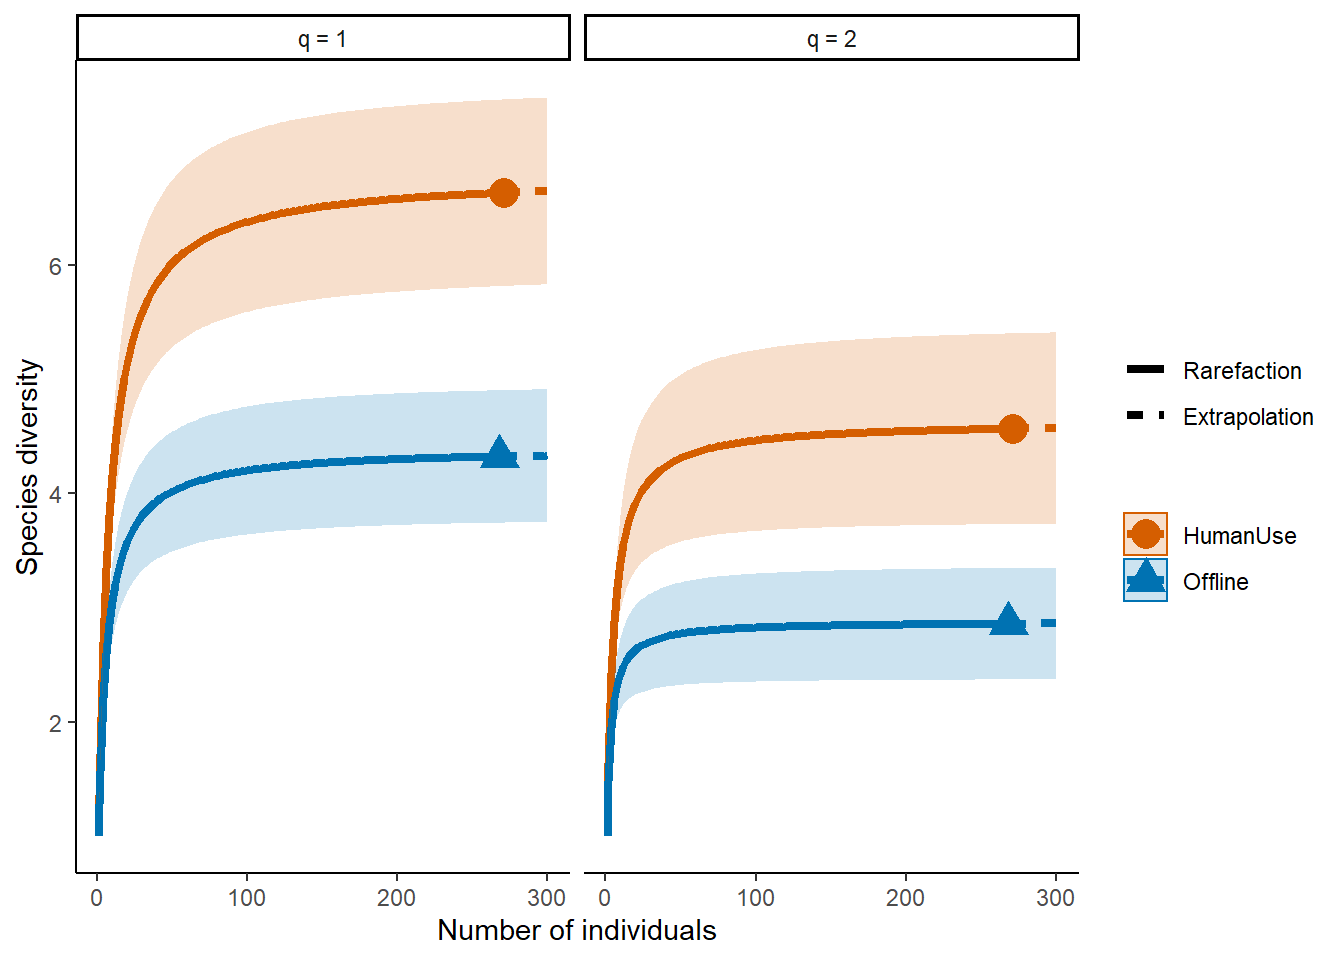 q = 1
q = 2
6
4
2
Species diversity
0
100
200
300
0
100
200
300
Number of individuals
Rarefaction
Extrapolation
HumanUse
Offline